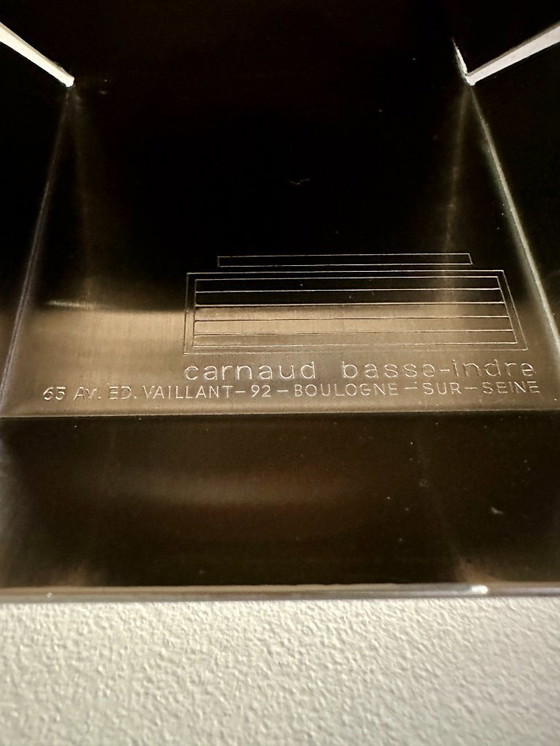 carnaud basse-indre
65 AV. ED. VAILLANT-92-BOULOGNE-SUR-SEINE